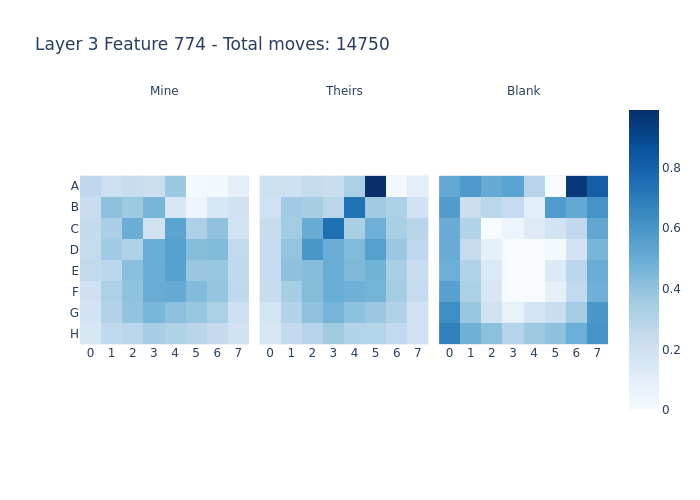 Layer 3 Feature 774 - Total moves: 14750
Mine Theirs Blank
A
B
C
D
E
F
G
H
0 1 2 3 4 5 6 7 0 1 2 3 4 5 6 7 0 1 2 3 4 5 6 7
0.8
0.6
0.4
0.2
0